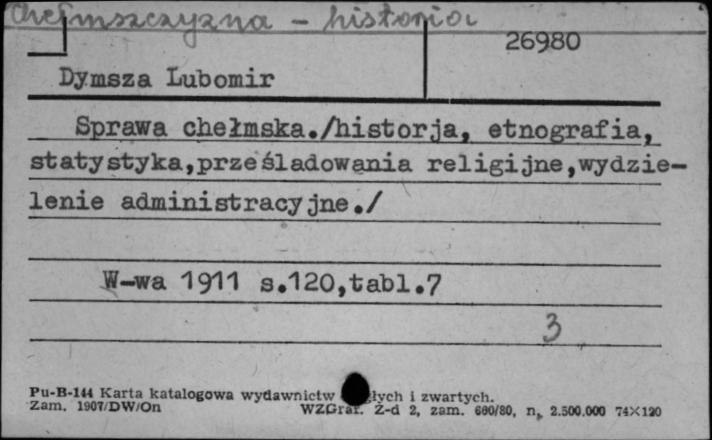 Chełmszczyzna - historia
26980
Dymsza Lubomir
Sprawa chełmska./historja, etnografia,
statystyka,prześladowania religijne,wydzie-
lenie administracyjne./
W-wa 1911 s.120,tabl.7
3
Pu-B-144 Karta katalogowa wydawnictw głych i zwartych.
Zam. 1907/DW/On WZGraf. Z-d 2, zam. 660/80, n. 2.500.000 74×120